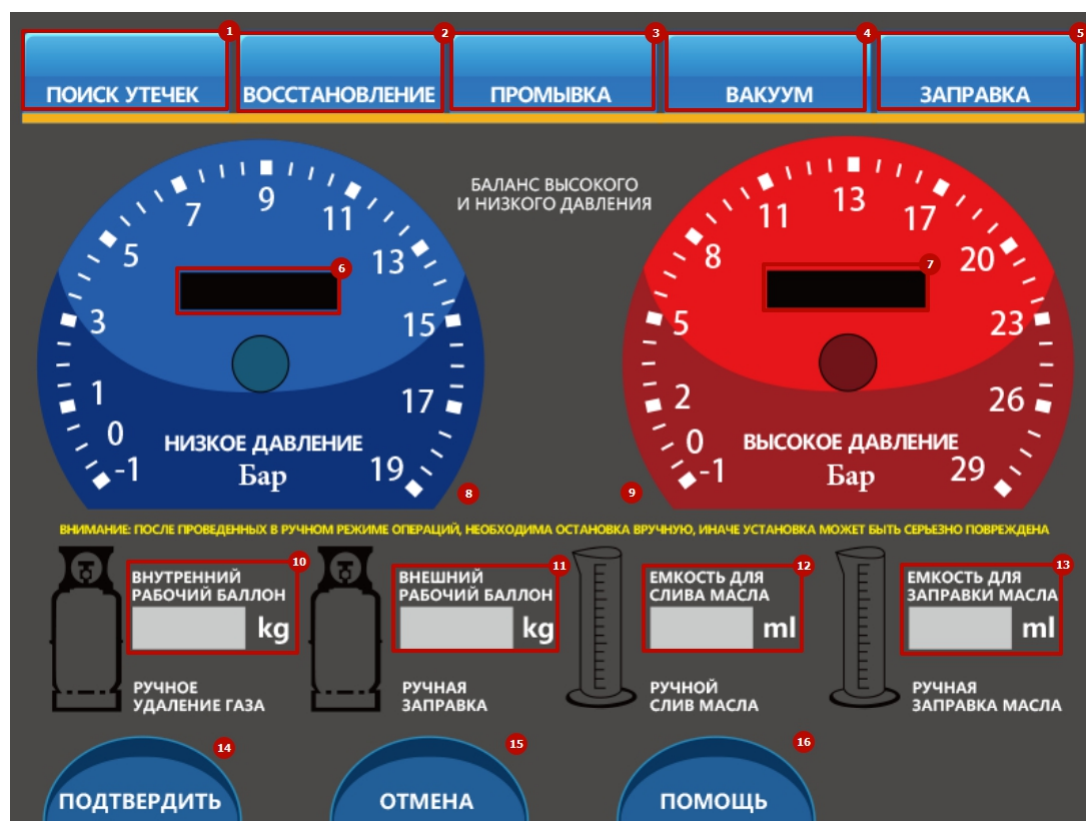 1
2
3
4
5
ПОИСК УТЕЧЕК
ВОССТАНОВЛЕНИЕ
ПРОМЫВКА
ВАКУУМ
ЗАПРАВКА
БАЛАНС ВЫСОКОГО
И НИЗКОГО ДАВЛЕНИЯ
-1
0
1
3
5
7
9
11
13
15
17
19
6
НИЗКОЕ ДАВЛЕНИЕ
Бар
8
-1
0
2
5
8
11
13
17
20
23
26
29
7
ВЫСОКОЕ ДАВЛЕНИЕ
Бар
9
ВНИМАНИЕ: ПОСЛЕ ПРОВЕДЕННЫХ В РУЧНОМ РЕЖИМЕ ОПЕРАЦИЙ, НЕОБХОДИМА ОСТАНОВКА ВРУЧНУЮ, ИНАЧЕ УСТАНОВКА МОЖЕТ БЫТЬ СЕРЬЕЗНО ПОВРЕЖДЕНА
10
ВНУТРЕННИЙ
РАБОЧИЙ БАЛЛОН
kg
РУЧНОЕ
УДАЛЕНИЕ ГАЗА
11
ВНЕШНИЙ
РАБОЧИЙ БАЛЛОН
kg
РУЧНАЯ
ЗАПРАВКА
12
ЕМКОСТЬ ДЛЯ
СЛИВА МАСЛА
ml
РУЧНОЙ
СЛИВ МАСЛА
13
ЕМКОСТЬ ДЛЯ
ЗАПРАВКИ МАСЛА
ml
РУЧНАЯ
ЗАПРАВКА МАСЛА
14
15
16
ПОДТВЕРДИТЬ
ОТМЕНА
ПОМОЩЬ